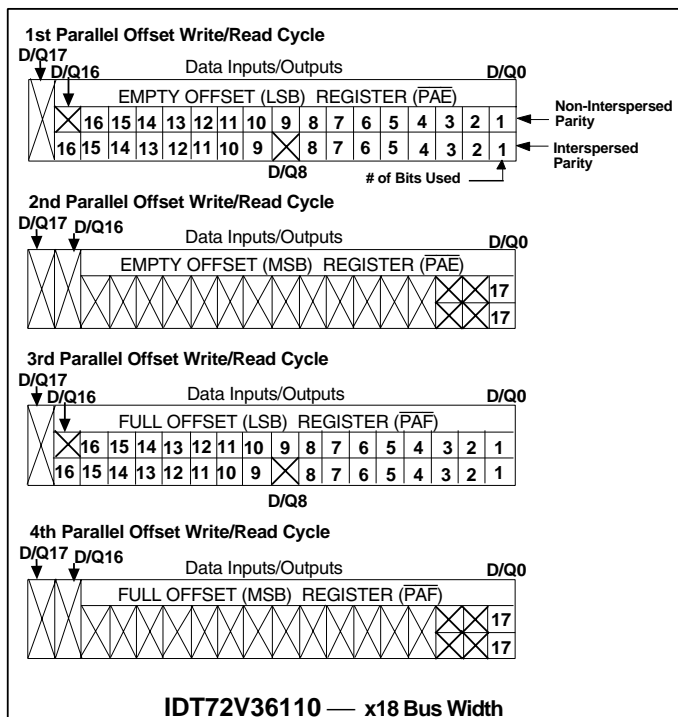 1st Parallel Offset Write/Read Cycle
D/Q17
D/Q16
Data Inputs/Outputs
D/Q0
EMPTY OFFSET (LSB) REGISTER (PAE)
16 15 14 13 12 11 10 9 8 7 6 5 4 3 2 1
Non-Interspersed
Parity
16 15 14 13 12 11 10 9 8 7 6 5 4 3 2 1
Interspersed
Parity
D/Q8
# of Bits Used
2nd Parallel Offset Write/Read Cycle
D/Q17
D/Q16
Data Inputs/Outputs
D/Q0
EMPTY OFFSET (MSB) REGISTER (PAE)
17
17
3rd Parallel Offset Write/Read Cycle
D/Q17
D/Q16
Data Inputs/Outputs
D/Q0
FULL OFFSET (LSB) REGISTER (PAF)
16 15 14 13 12 11 10 9 8 7 6 5 4 3 2 1
16 15 14 13 12 11 10 9 8 7 6 5 4 3 2 1
D/Q8
4th Parallel Offset Write/Read Cycle
D/Q17
D/Q16
Data Inputs/Outputs
D/Q0
FULL OFFSET (MSB) REGISTER (PAF)
17
17
IDT72V36110 — x18 Bus Width